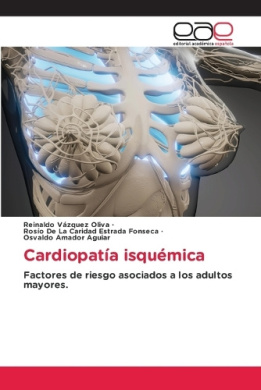 eae
editorial académica española
Reinaldo Vázquez Oliva ·
Rosío De La Caridad Estrada Fonseca ·
Osvaldo Amador Aguiar
Cardiopatía isquémica
Factores de riesgo asociados a los adultos
mayores.